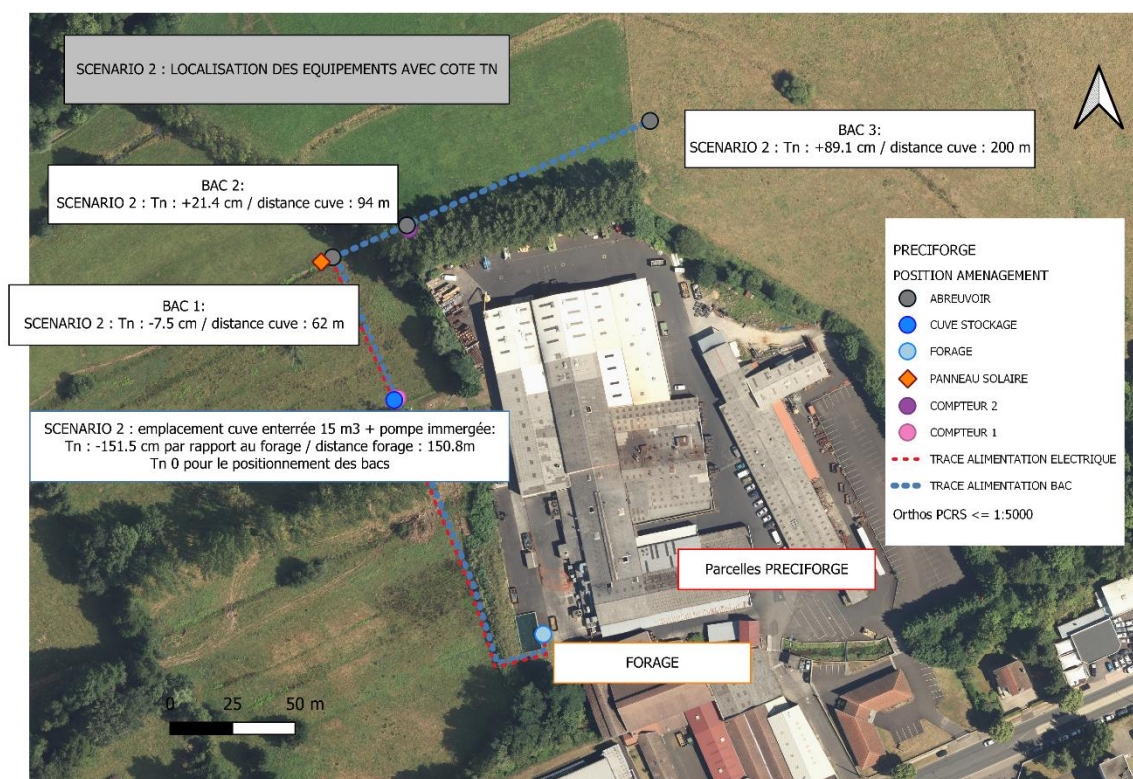 SCENARIO 2 : LOCALISATION DES EQUIPEMENTS AVEC COTE TN
BAC 3:
SCENARIO 2 : Tn : +89.1 cm / distance cuve : 200 m
BAC 2:
SCENARIO 2 : Tn : +21.4 cm / distance cuve : 94 m
BAC 1:
SCENARIO 2 : Tn : -7.5 cm / distance cuve : 62 m
SCENARIO 2 : emplacement cuve enterrée 15 m3 + pompe immergée:
Tn : -151.5 cm par rapport au forage / distance forage : 150.8m
Tn 0 pour le positionnement des bacs
PRECIFORGE
POSITION AMENAGEMENT
ABREUVOIR
CUVE STOCKAGE
FORAGE
PANNEAU SOLAIRE
COMPTEUR 2
COMPTEUR 1
TRACE ALIMENTATION ELECTRIQUE
TRACE ALIMENTATION BAC
Orthos PCRS <= 1:5000
Parcelles PRECIFORGE
FORAGE
0 25 50 m